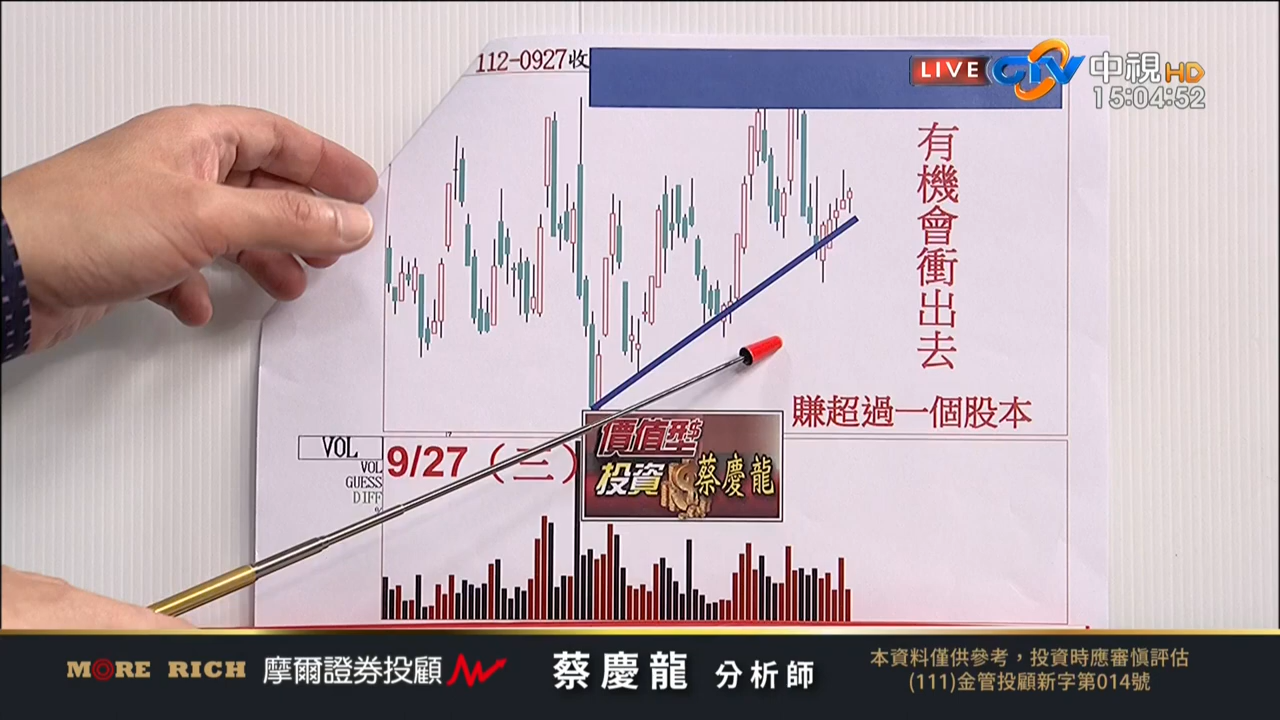 112-0927收
LIVE
CTV 中視HD
15:04:52
有機會衝出去
賺超過一個股本
VOL
VOL
GUESS
DIFF
%
9/27（三）
價值型$
投資 蔡慶龍
MORE RICH 摩爾證券投顧
蔡慶龍 分析師
本資料僅供參考，投資時應審慎評估
(111)金管投顧新字第014號